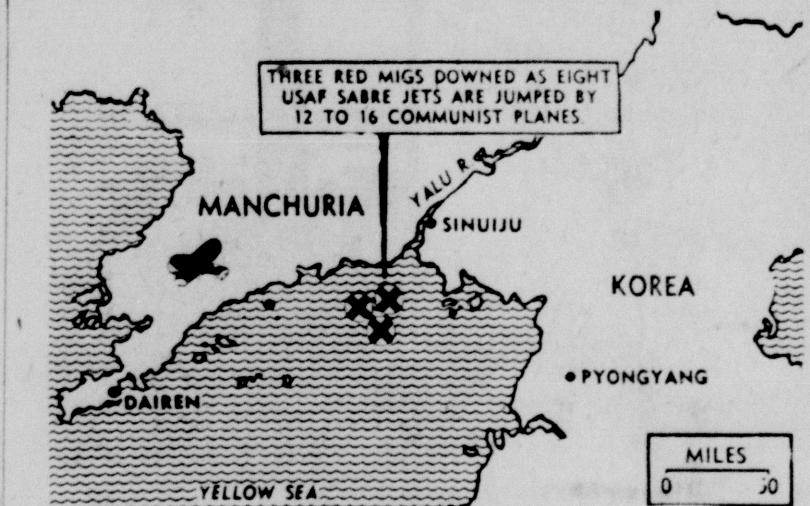 THREE RED MIGS DOWNED AS EIGHT
USAF SABRE JETS ARE JUMPED BY
12 TO 16 COMMUNIST PLANES.
YALU R
MANCHURIA
SINUIJU
KOREA
PYONGYANG
DAIREN
MILES
0 50
YELLOW SEA